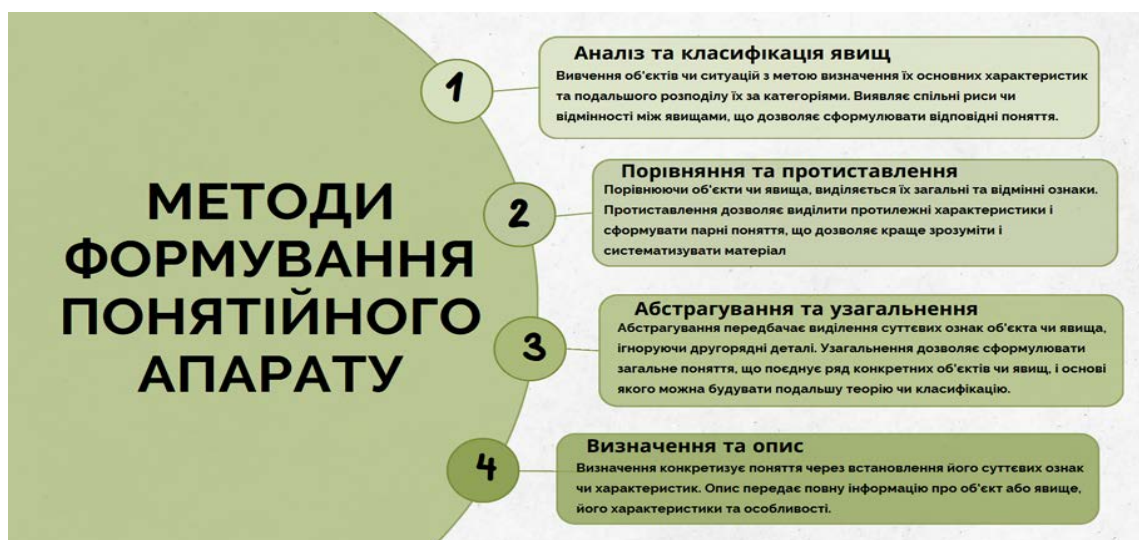 МЕТОДИ
ФОРМУВАННЯ
ПОНЯТІЙНОГО
АПАРАТУ
1
Аналіз та класифікація явищ
Вивчення об'єктів чи ситуацій з метою визначення їх основних характеристик
та подальшого розподілу їх за категоріями. Виявляє спільні риси чи
відмінності між явищами, що дозволяє сформулювати відповідні поняття.
2
Порівняння та протиставлення
Порівнюючи об'єкти чи явища, виділяється їх загальні та відмінні ознаки.
Протиставлення дозволяє виділити протилежні характеристики і
сформувати парні поняття, що дозволяє краще зрозуміти і
систематизувати матеріал
3
Абстрагування та узагальнення
Абстрагування передбачає виділення суттєвих ознак об'єкта чи явища,
ігноруючи другорядні деталі. Узагальнення дозволяє сформулювати
загальне поняття, що поєднує ряд конкретних об'єктів чи явищ, і основі
якого можна будувати подальшу теорію чи класифікацію.
4
Визначення та опис
Визначення конкретизує поняття через встановлення його суттєвих ознак
чи характеристик. Опис передає повну інформацію про об'єкт або явище,
його характеристики та особливості.